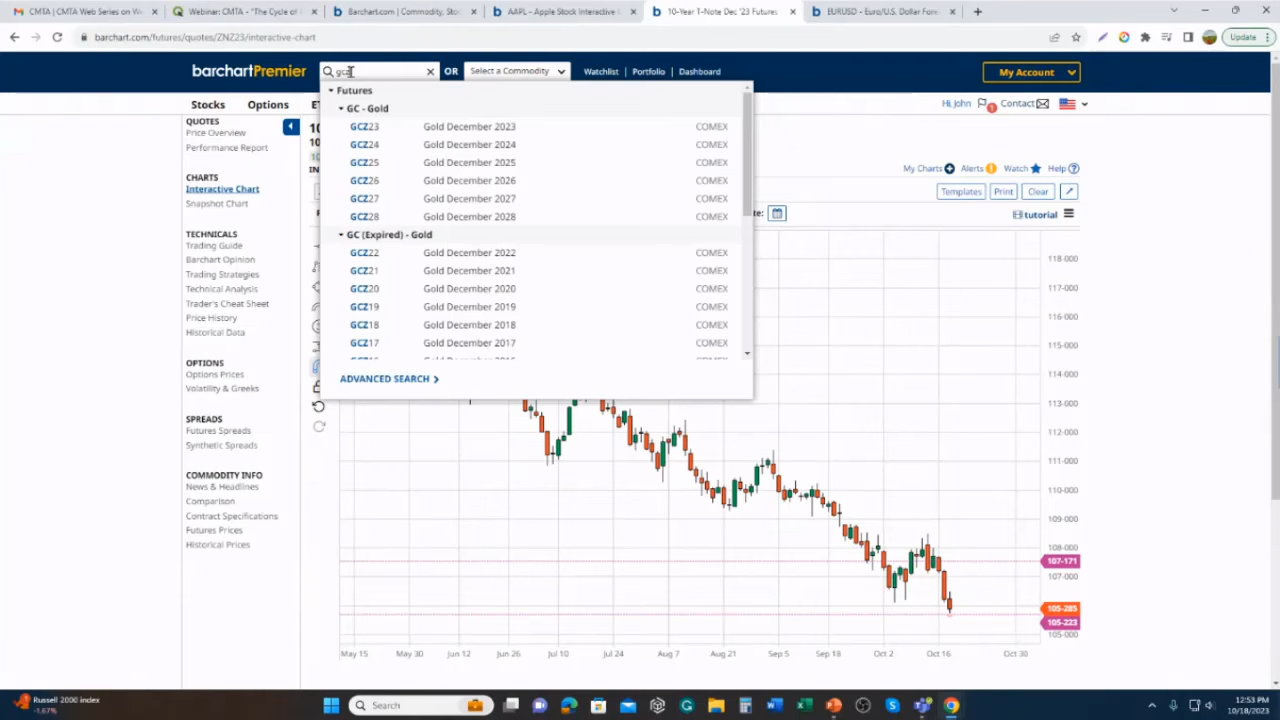 CMTA | CMTA Web Series on W
Webinar: CMTA - "The Cycle of
Barchart.com | Commodity, Sto
AAPL - Apple Stock Interactive
10-Year T-Note Dec '23 Futures
EURUSD - Euro/U.S. Dollar For
barchart.com/futures/quotes/ZNZ23/interactive-chart
Update
barchartPremier
gcz
OR
Select a Commodity
Watchlist
Portfolio
Dashboard
My Account
Stocks
Options
Hi John
Contact
QUOTES
Price Overview
Performance Report
CHARTS
Interactive Chart
Snapshot Chart
TECHNICALS
Trading Guide
Barchart Opinion
Trading Strategies
Technical Analysis
Trader's Cheat Sheet
Price History
Historical Data
OPTIONS
Options Prices
Volatility & Greeks
SPREADS
Futures Spreads
Synthetic Spreads
COMMODITY INFO
News & Headlines
Comparison
Contract Specifications
Futures Prices
Historical Prices
Futures
GC - Gold
GCZ23 Gold December 2023 COMEX
GCZ24 Gold December 2024 COMEX
GCZ25 Gold December 2025 COMEX
GCZ26 Gold December 2026 COMEX
GCZ27 Gold December 2027 COMEX
GCZ28 Gold December 2028 COMEX
GC (Expired) - Gold
GCZ22 Gold December 2022 COMEX
GCZ21 Gold December 2021 COMEX
GCZ20 Gold December 2020 COMEX
GCZ19 Gold December 2019 COMEX
GCZ18 Gold December 2018 COMEX
GCZ17 Gold December 2017 COMEX
ADVANCED SEARCH
My Charts
Alerts
Watch
Help
Templates
Print
Clear
te:
tutorial
118-000
117-000
116-000
115-000
114-000
113-000
112-000
111-000
110-000
109-000
108-000
107-171
107-000
105-285
105-223
105-000
May 15
May 30
Jun 12
Jun 26
Jul 10
Jul 24
Aug 7
Aug 21
Sep 5
Sep 18
Oct 2
Oct 16
Oct 30
Russell 2000 index
-1.67%
Search
12:53 PM
10/18/2023